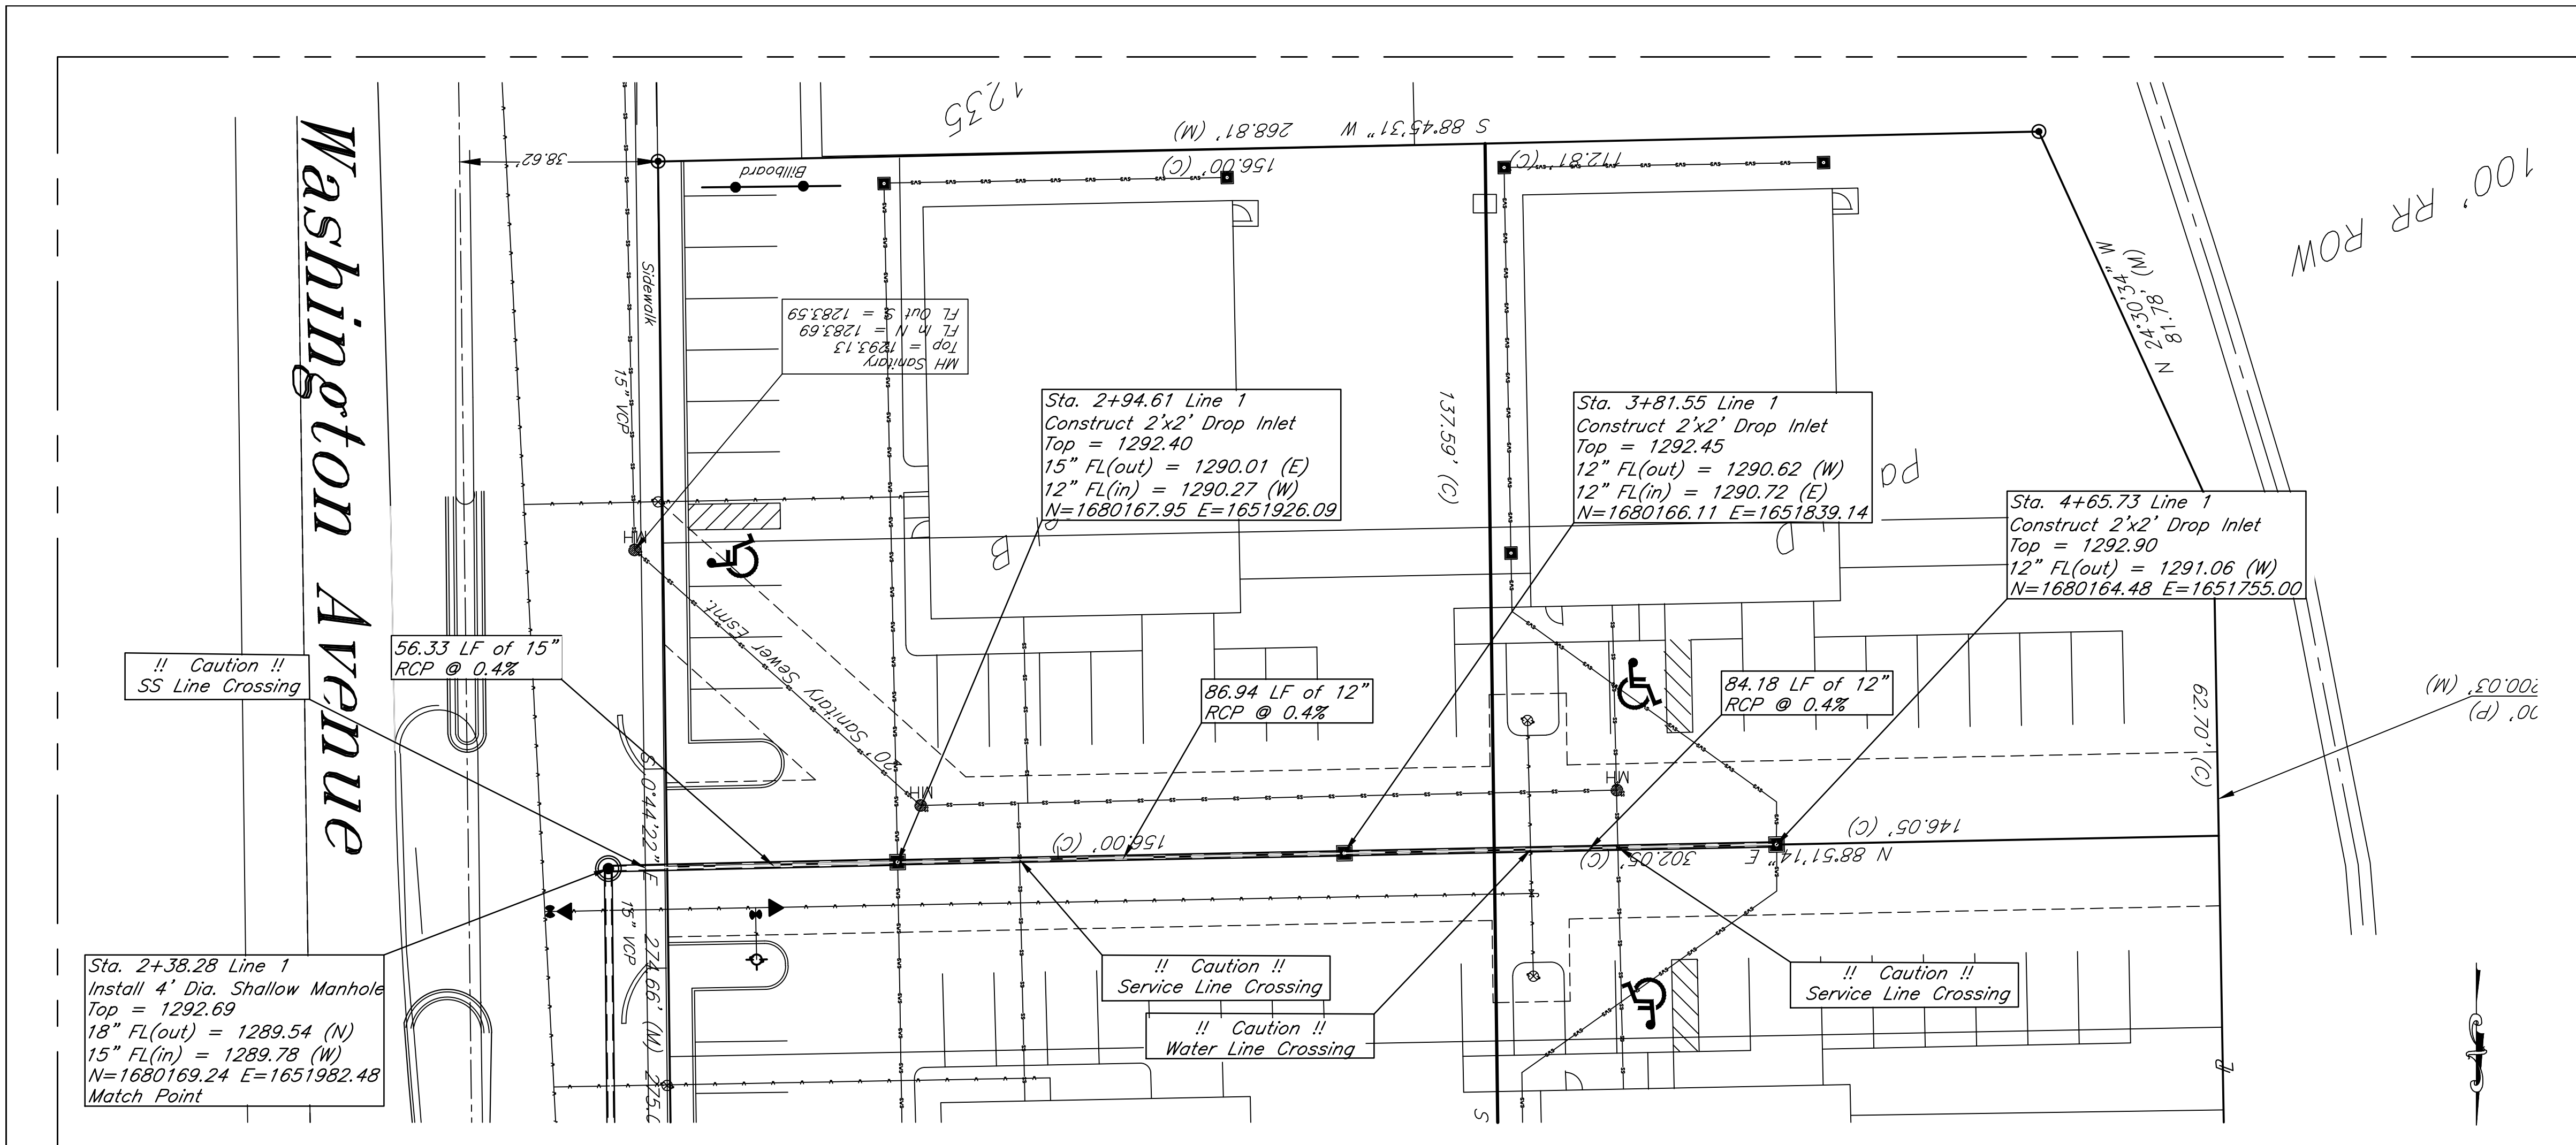 Washington Avenue
1235
S 88°45'31" W 268.81' (M)
38.62'
Billboard
156.00' (C)
112.81' (C)
100' RR ROW
N 24°30'34" W
81.78' (M)
Sidewalk
15" VCP
MH Sanitary
Top = 1293.13
FL In N = 1283.69
FL Out S = 1283.59
Sta. 2+94.61 Line 1
Construct 2'x2' Drop Inlet
Top = 1292.40
15" FL(out) = 1290.01 (E)
12" FL(in) = 1290.27 (W)
N=1680167.95 E=1651926.09
137.59' (C)
Sta. 3+81.55 Line 1
Construct 2'x2' Drop Inlet
Top = 1292.45
12" FL(out) = 1290.62 (W)
12" FL(in) = 1290.72 (E)
N=1680166.11 E=1651839.14
Sta. 4+65.73 Line 1
Construct 2'x2' Drop Inlet
Top = 1292.90
12" FL(out) = 1291.06 (W)
N=1680164.48 E=1651755.00
MH
B
20' Sanitary Sewer Esmt.
!! Caution !!
SS Line Crossing
56.33 LF of 15"
RCP @ 0.4%
86.94 LF of 12"
RCP @ 0.4%
84.18 LF of 12"
RCP @ 0.4%
62.70' (C)
200.03' (M)
00' (P)
MH
MH
156.00' (C)
146.05' (C)
N 88°51'14" E 302.05' (C)
S 0°44'22" E 274.66' (M) 275.0
15" VCP
Sta. 2+38.28 Line 1
Install 4' Dia. Shallow Manhole
Top = 1292.69
18" FL(out) = 1289.54 (N)
15" FL(in) = 1289.78 (W)
N=1680169.24 E=1651982.48
Match Point
!! Caution !!
Service Line Crossing
!! Caution !!
Water Line Crossing
!! Caution !!
Service Line Crossing
S